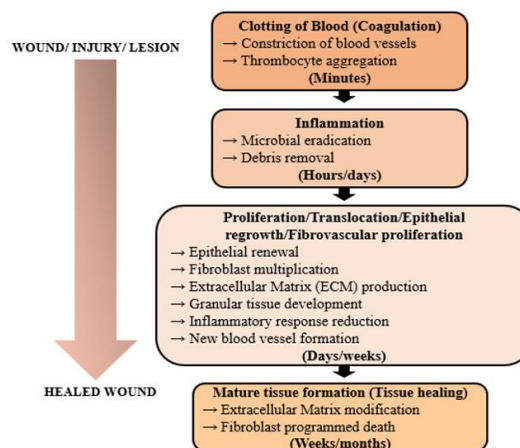 WOUND/ INJURY/ LESION
HEALED WOUND
Clotting of Blood (Coagulation)
→ Constriction of blood vessels
→ Thrombocyte aggregation
(Minutes)
Inflammation
→ Microbial eradication
→ Debris removal
(Hours/days)
Proliferation/Translocation/Epithelial
regrowth/Fibrovascular proliferation
→ Epithelial renewal
→ Fibroblast multiplication
→ Extracellular Matrix (ECM) production
→ Granular tissue development
→ Inflammatory response reduction
→ New blood vessel formation
(Days/weeks)
Mature tissue formation (Tissue healing)
→ Extracellular Matrix modification
→ Fibroblast programmed death
(Weeks/months)